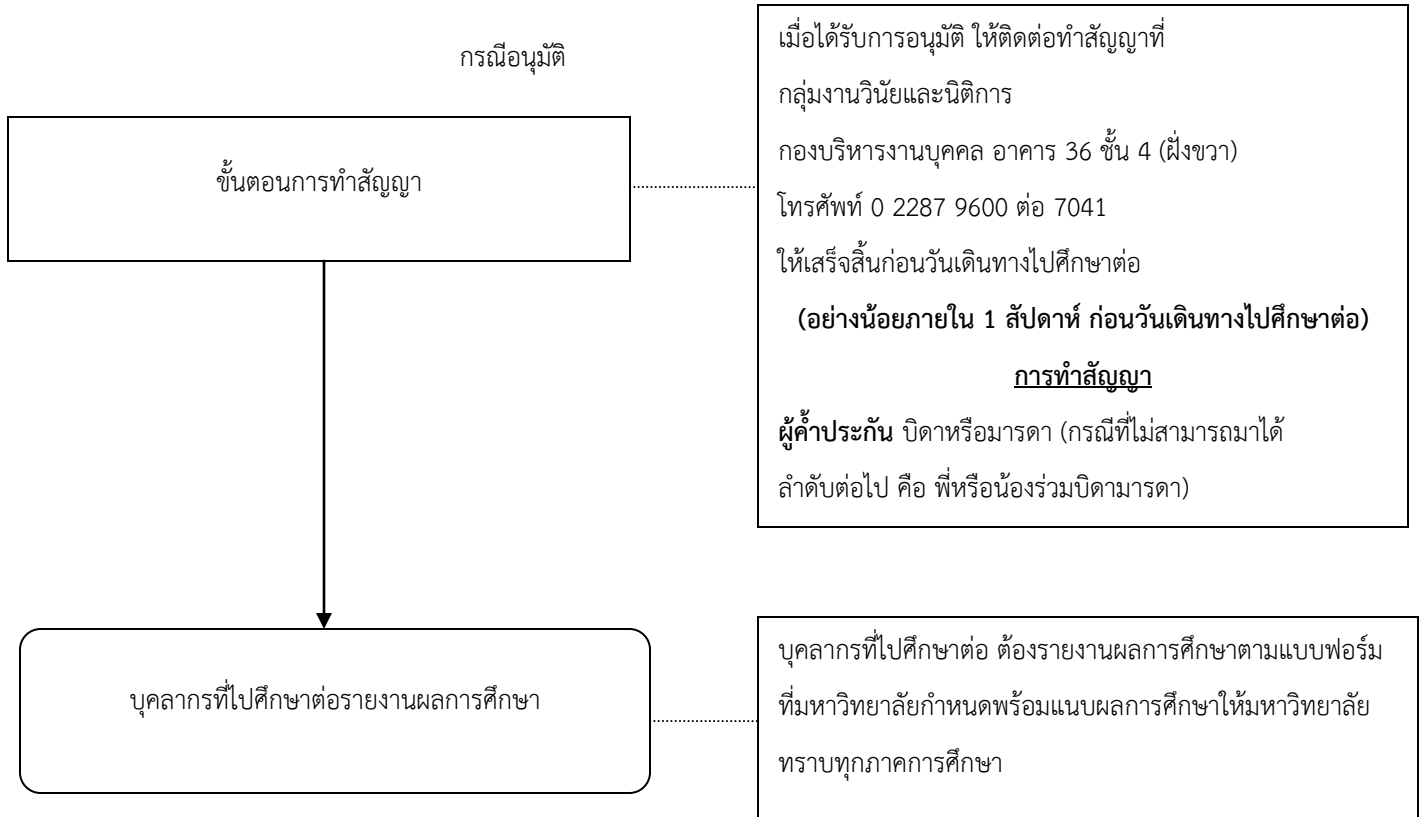 กรณีอนุมัติ
ขั้นตอนการทำสัญญา
เมื่อได้รับการอนุมัติ ให้ติดต่อทำสัญญาที่
กลุ่มงานวินัยและนิติการ
กองบริหารงานบุคคล อาคาร 36 ชั้น 4 (ฝั่งขวา)
โทรศัพท์ 0 2287 9600 ต่อ 7041
ให้เสร็จสิ้นก่อนวันเดินทางไปศึกษาต่อ
(อย่างน้อยภายใน 1 สัปดาห์ ก่อนวันเดินทางไปศึกษาต่อ)
การทำสัญญา
ผู้ค้ำประกัน บิดาหรือมารดา (กรณีที่ไม่สามารถมาได้
ลำดับต่อไป คือ พี่หรือน้องร่วมบิดามารดา)
บุคลากรที่ไปศึกษาต่อรายงานผลการศึกษา
บุคลากรที่ไปศึกษาต่อ ต้องรายงานผลการศึกษาตามแบบฟอร์ม
ที่มหาวิทยาลัยกำหนดพร้อมแนบผลการศึกษาให้มหาวิทยาลัย
ทราบทุกภาคการศึกษา